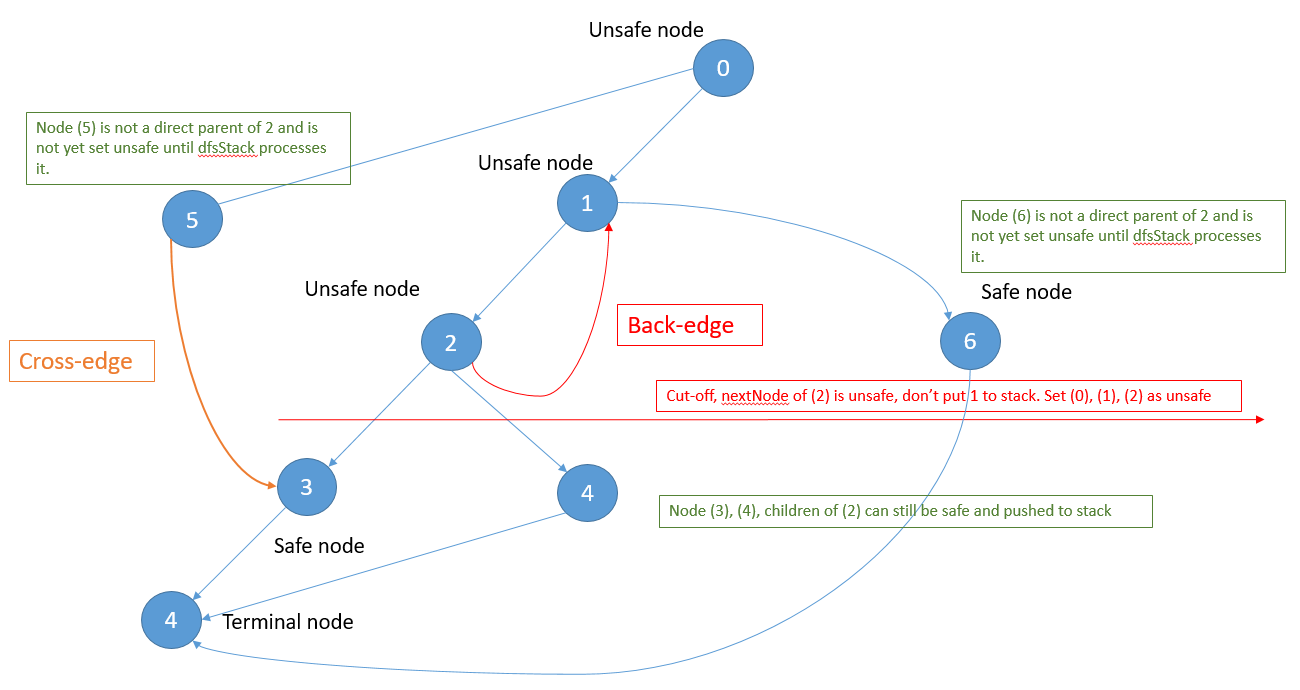 Unsafe node
0
Node (5) is not a direct parent of 2 and is
not yet set unsafe until dfsStack processes
it.
Unsafe node
1
5
Node (6) is not a direct parent of 2 and is
not yet set unsafe until dfsStack processes
it.
Unsafe node
Safe node
Back-edge
2
6
Cross-edge
Cut-off, nextNode of (2) is unsafe, don’t put 1 to stack. Set (0), (1), (2) as unsafe
3
4
Node (3), (4), children of (2) can still be safe and pushed to stack
Safe node
4
Terminal node